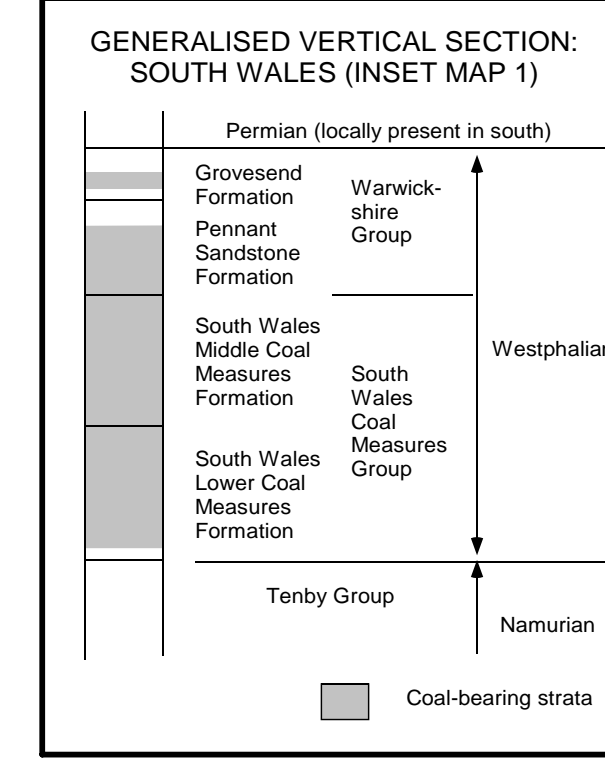 GENERALISED VERTICAL SECTION:
SOUTH WALES (INSET MAP 1)
Permian (locally present in south)
Grovesend
Formation
Warwick-
shire
Group
Pennant
Sandstone
Formation
South Wales
Middle Coal
Measures
Formation
South
Wales
Coal
Measures
Group
Westphalian
South Wales
Lower Coal
Measures
Formation
Tenby Group
Namurian
Coal-bearing strata